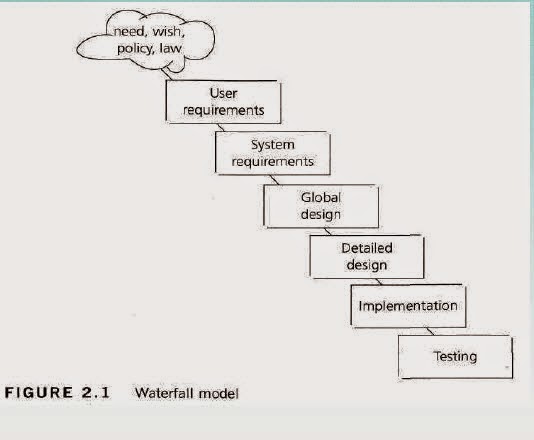 need, wish,
policy, law
User
requirements
System
requirements
Global
design
Detailed
design
Implementation
Testing
FIGURE 2.1 Waterfall model